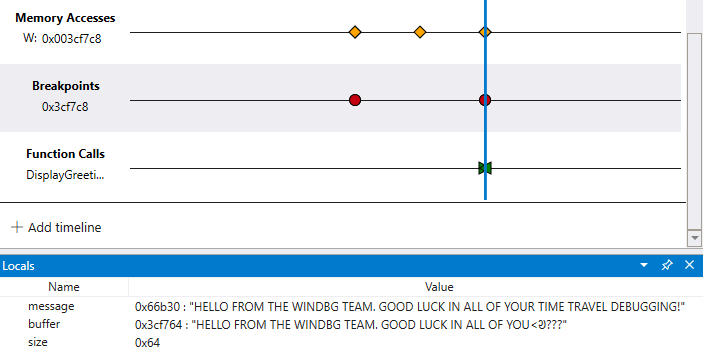 Memory Accesses
W: 0x003cf7c8
Breakpoints
0x3cf7c8
Function Calls
DisplayGreeti...
Add timeline
Locals
Name Value
message 0x66b30 : "HELLO FROM THE WINDBG TEAM. GOOD LUCK IN ALL OF YOUR TIME TRAVEL DEBUGGING!"
buffer 0x3cf764 : "HELLO FROM THE WINDBG TEAM. GOOD LUCK IN ALL OF YOU<???"
size 0x64